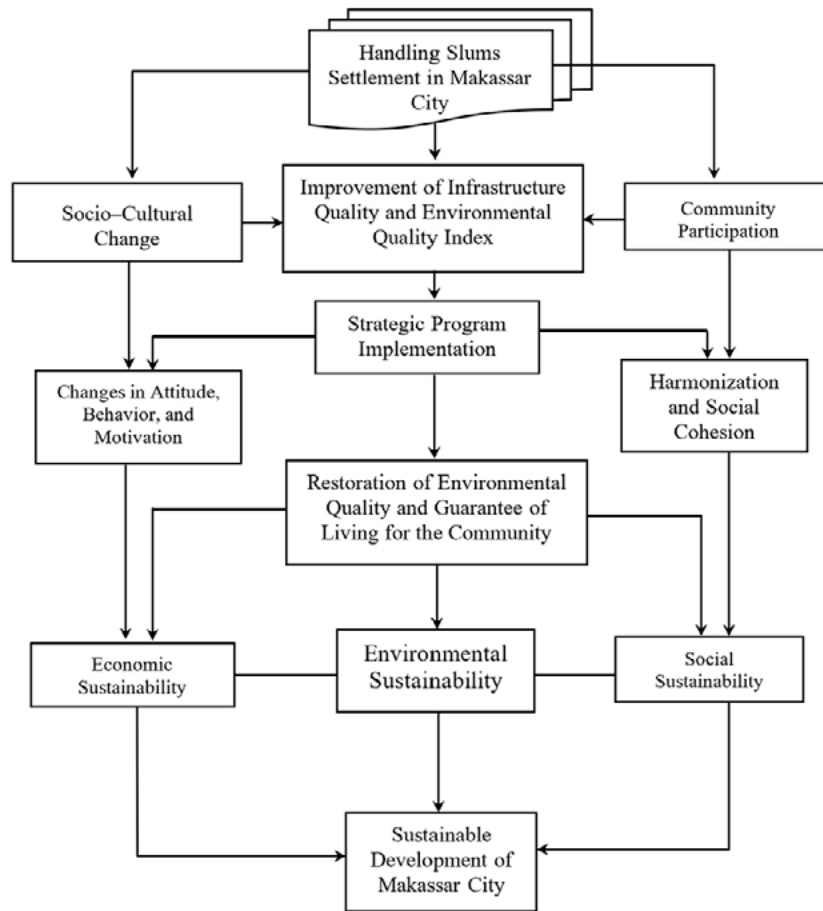 Handling Slums
Settlement in Makassar
City
Socio–Cultural
Change
Improvement of Infrastructure
Quality and Environmental
Quality Index
Community
Participation
Strategic Program
Implementation
Changes in Attitude,
Behavior, and
Motivation
Harmonization
and Social
Cohesion
Restoration of Environmental
Quality and Guarantee of
Living for the Community
Economic
Sustainability
Environmental
Sustainability
Social
Sustainability
Sustainable
Development of
Makassar City